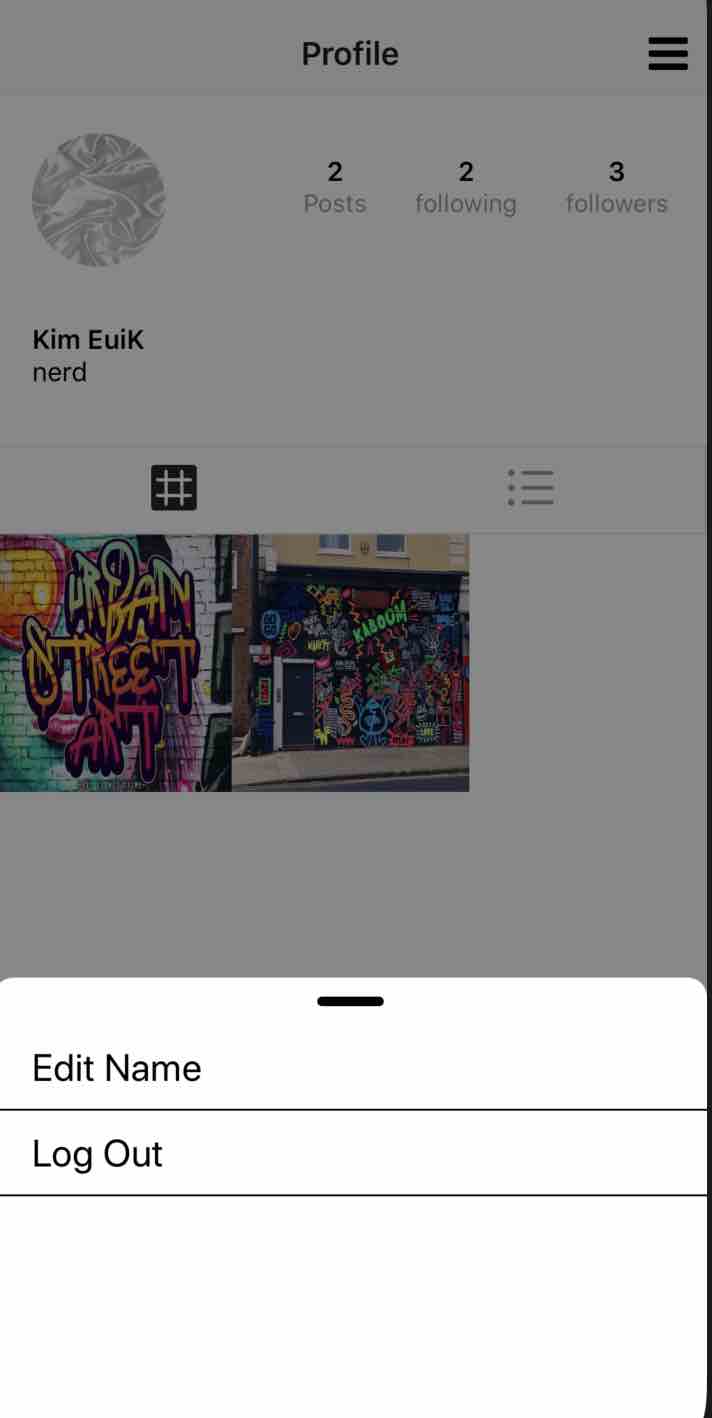 Profile
2
2
3
Posts
following
followers
Kim EuiK
nerd
URBAN
STREET
ART
KABOOM
Edit Name
Log Out